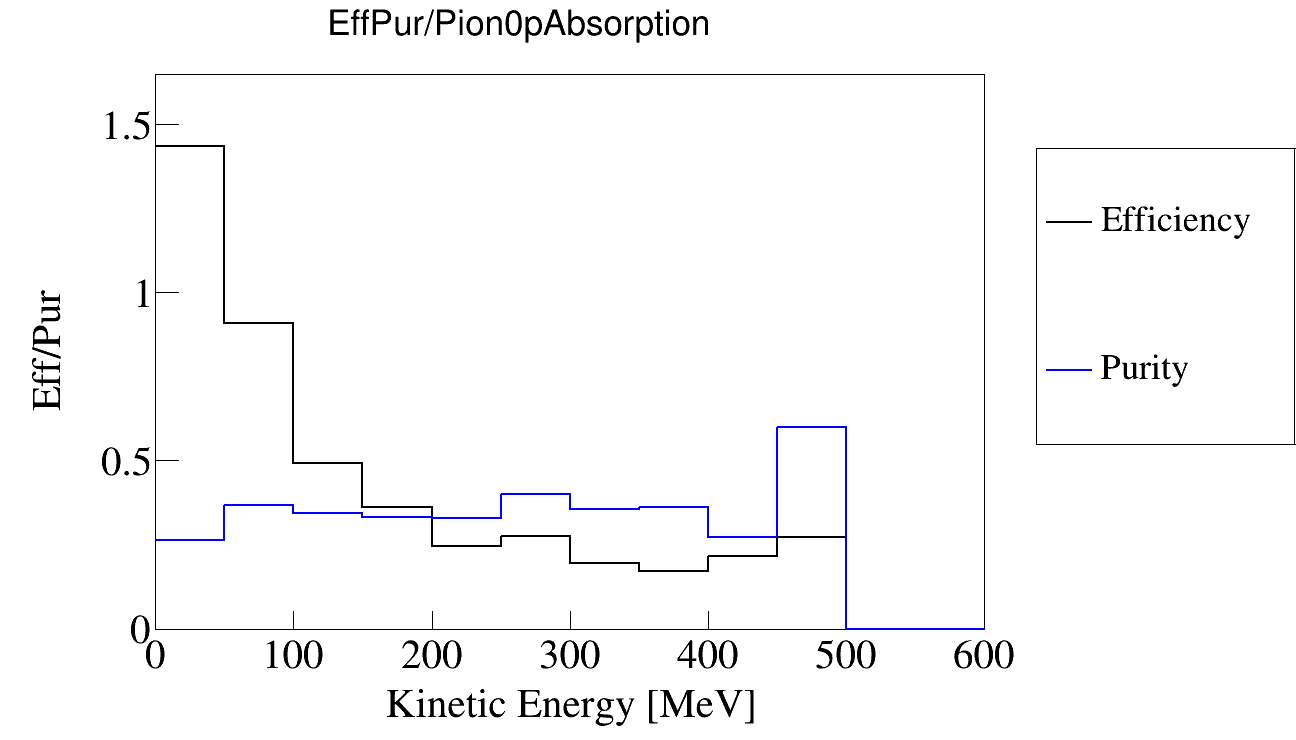 EffPur/Pion0pAbsorption
1.5
1
0.5
0
Eff/Pur
0 100 200 300 400 500 600
Kinetic Energy [MeV]
Efficiency
Purity